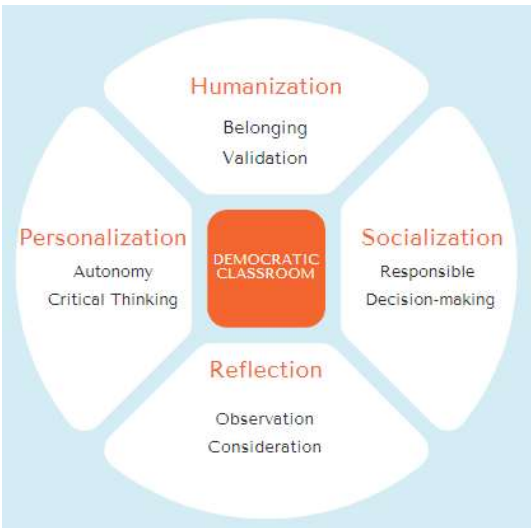 Humanization
Belonging
Validation
Personalization
Autonomy
Critical Thinking
DEMOCRATIC
CLASSROOM
Socialization
Responsible
Decision-making
Reflection
Observation
Consideration